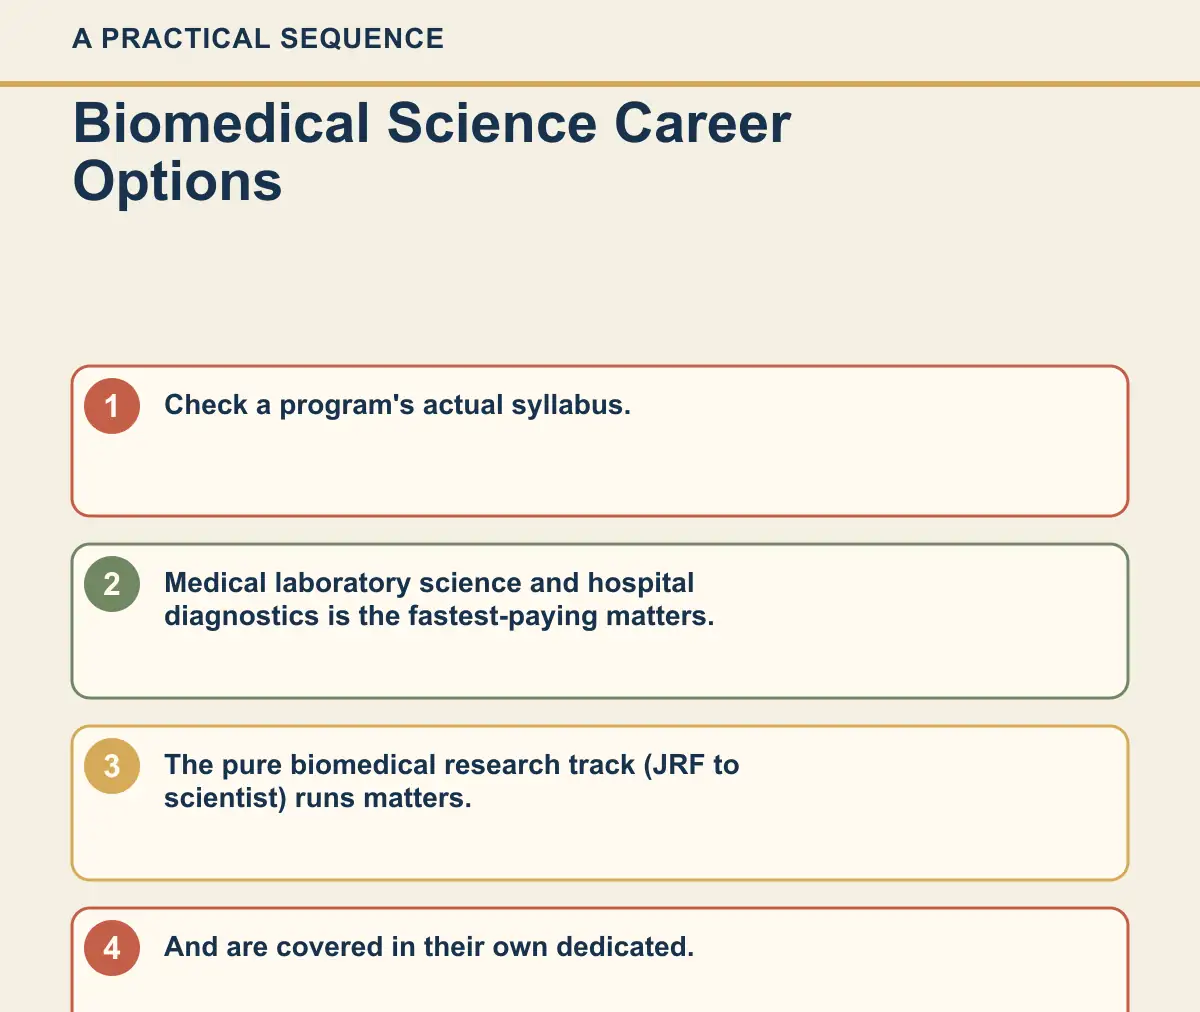 A PRACTICAL SEQUENCE
Biomedical Science Career
Options
1
Check a program's actual syllabus.
2
Medical laboratory science and hospital
diagnostics is the fastest-paying matters.
3
The pure biomedical research track (JRF to
scientist) runs matters.
4
And are covered in their own dedicated.